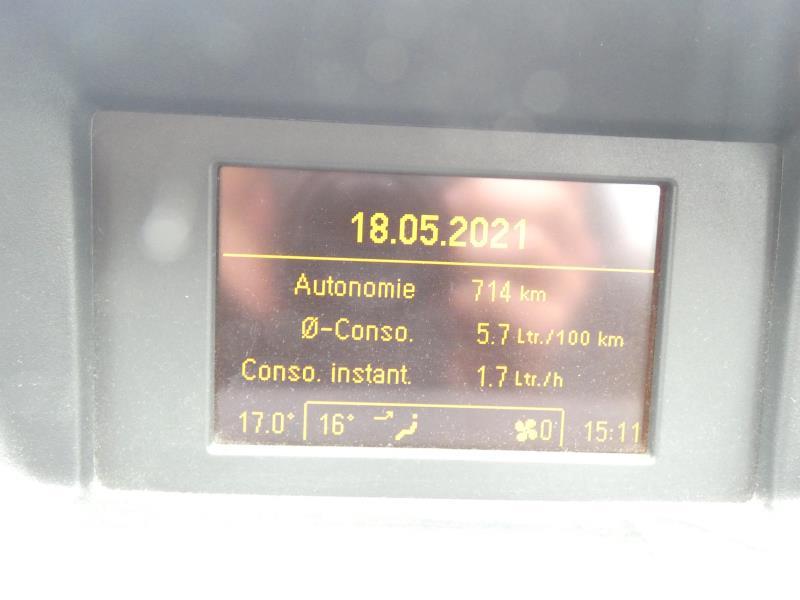 18.05.2021
Autonomie 714 km
Ø-Conso. 5.7 Ltr./100 km
Conso. instant. 1.7 Ltr./h
17.0° 16° 0 15:11